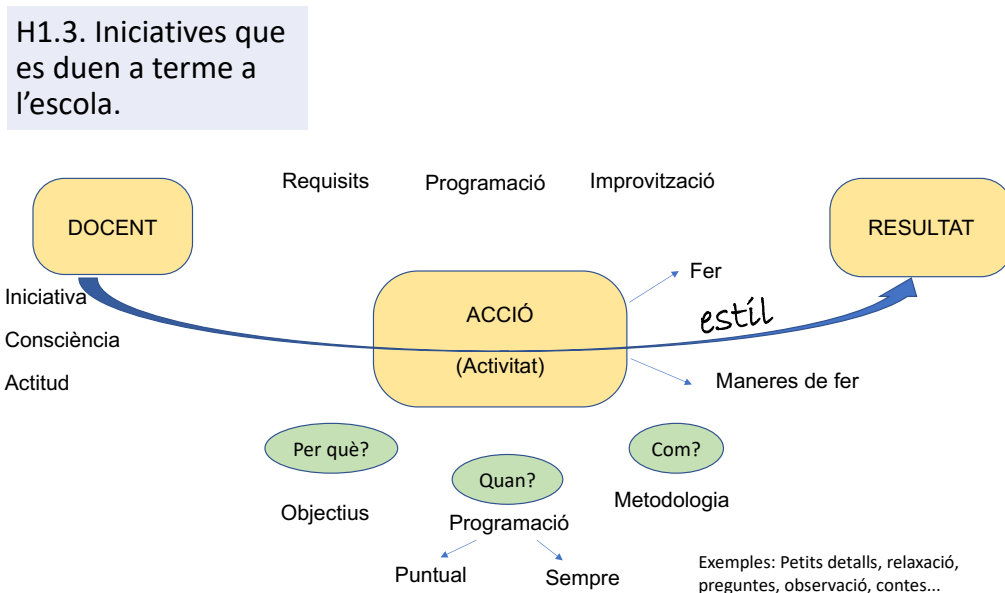 H1.3. Iniciatives que
es duen a terme a
l'escola.
Requisits
Programació
Improvització
DOCENT
RESULTAT
Iniciativa
Consciència
Actitud
ACCIÓ
(Activitat)
Fer
estil
Maneres de fer
Per què?
Quan?
Com?
Objectius
Programació
Metodologia
Puntual
Sempre
Exemples: Petits detalls, relaxació,
preguntes, observació, contes...